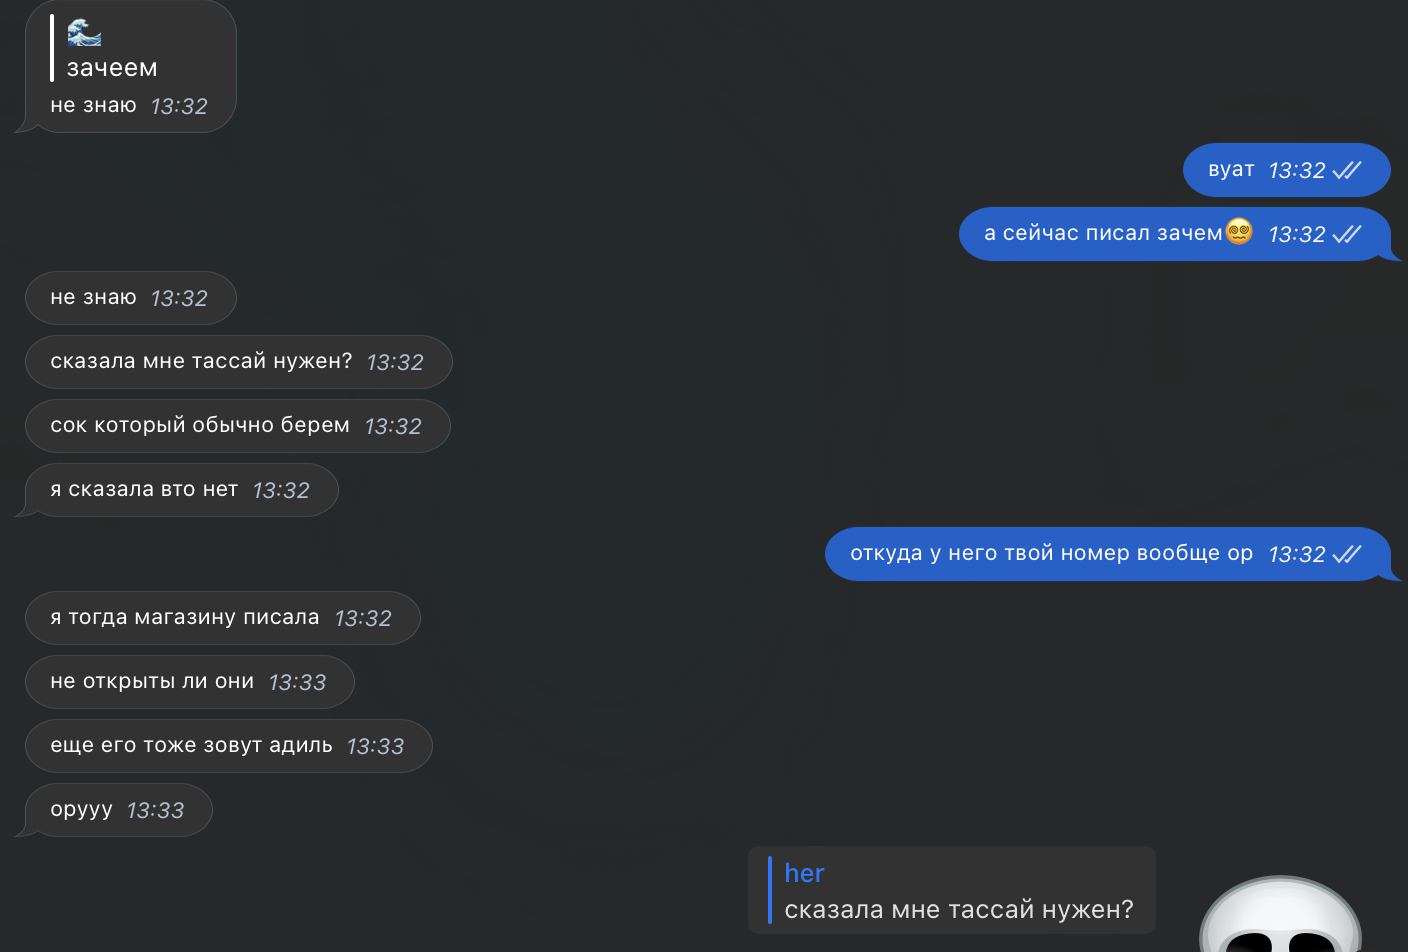 зачеем
не знаю 13:32
вуат 13:32
а сейчас писал зачем😵‍💫 13:32
не знаю 13:32
сказала мне тассай нужен? 13:32
сок который обычно берем 13:32
я сказала вто нет 13:32
откуда у него твой номер вообще ор 13:32
я тогда магазину писала 13:32
не открыты ли они 13:33
еще его тоже зовут адиль 13:33
орууу 13:33
her
сказала мне тассай нужен?